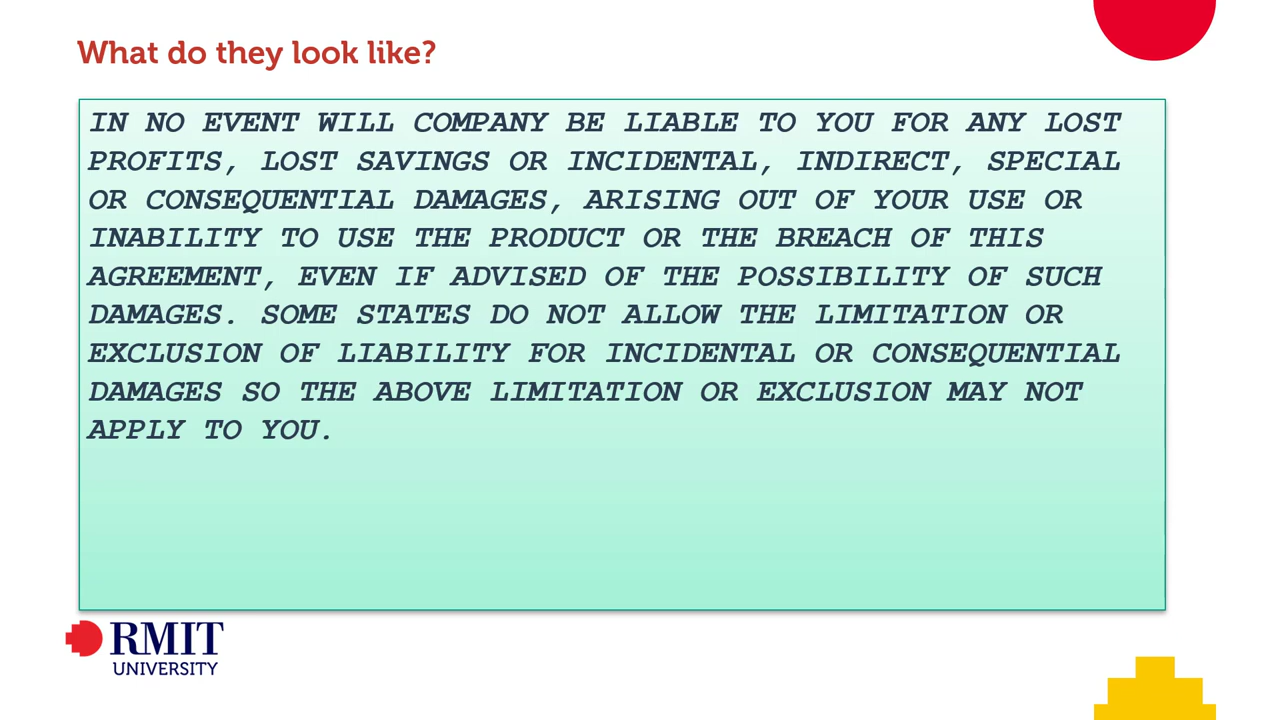 What do they look like?
IN NO EVENT WILL COMPANY BE LIABLE TO YOU FOR ANY LOST
PROFITS, LOST SAVINGS OR INCIDENTAL, INDIRECT, SPECIAL
OR CONSEQUENTIAL DAMAGES, ARISING OUT OF YOUR USE OR
INABILITY TO USE THE PRODUCT OR THE BREACH OF THIS
AGREEMENT, EVEN IF ADVISED OF THE POSSIBILITY OF SUCH
DAMAGES. SOME STATES DO NOT ALLOW THE LIMITATION OR
EXCLUSION OF LIABILITY FOR INCIDENTAL OR CONSEQUENTIAL
DAMAGES SO THE ABOVE LIMITATION OR EXCLUSION MAY NOT
APPLY TO YOU.
RMIT
UNIVERSITY